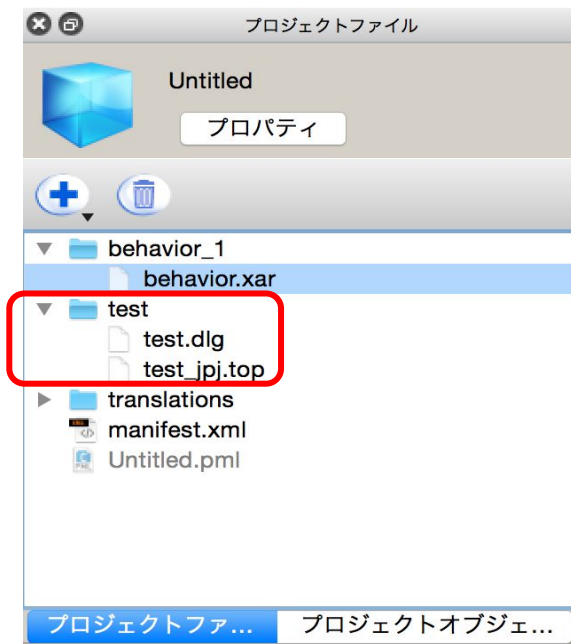 プロジェクトファイル
Untitled
プロパティ
behavior_1
behavior.xar
test
test.dlg
test_jpj.top
translations
manifest.xml
Untitled.pml
プロジェクトファ... プロジェクトオブジェ...